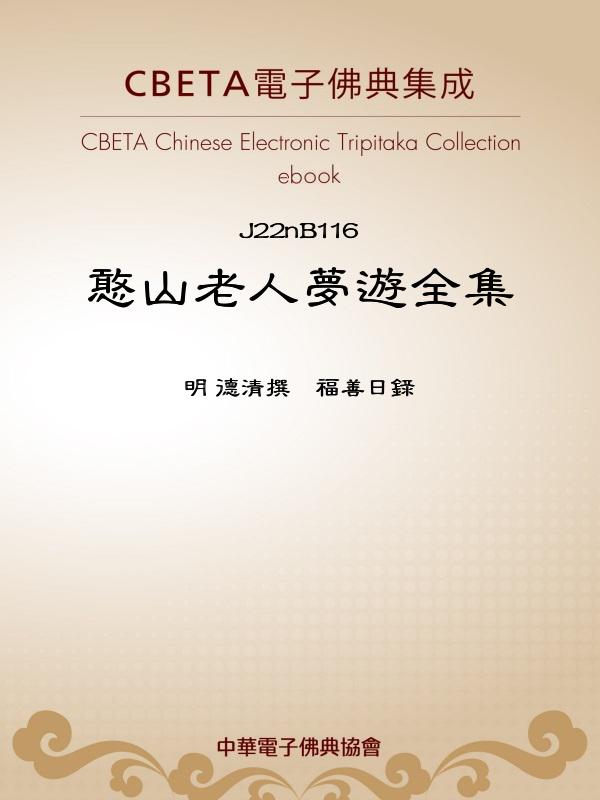 CBETA電子佛典集成
CBETA Chinese Electronic Tripitaka Collection
ebook
J22nB116
憨山老人夢遊全集
明 德清撰　福善日錄
中華電子佛典協會